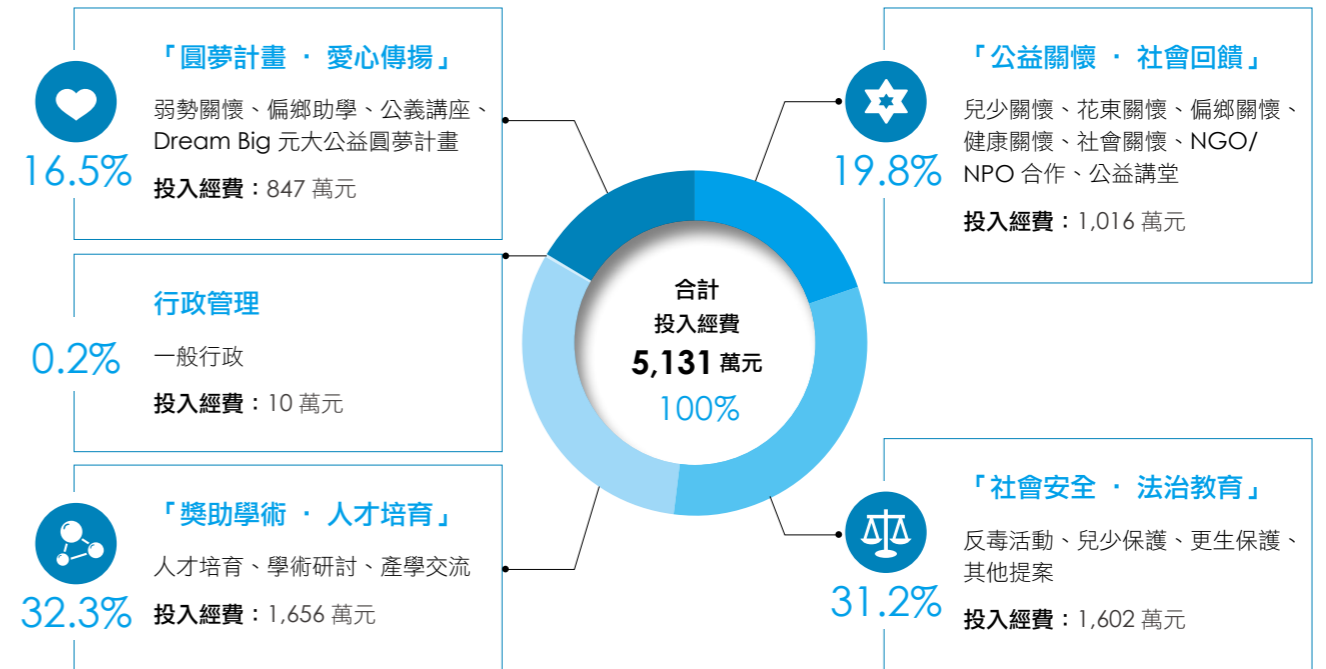 「圓夢計畫 · 愛心傳揚」
弱勢關懷、偏鄉助學、公義講座、
Dream Big 元大公益圓夢計畫
投入經費：847 萬元
16.5%
行政管理
一般行政
投入經費：10 萬元
0.2%
「獎助學術 · 人才培育」
人才培育、學術研討、產學交流
投入經費：1,656 萬元
32.3%
合計
投入經費
5,131 萬元
100%
「公益關懷 · 社會回饋」
兒少關懷、花東關懷、偏鄉關懷、
健康關懷、社會關懷、NGO/
NPO 合作、公益講堂
投入經費：1,016 萬元
19.8%
「社會安全 · 法治教育」
反毒活動、兒少保護、更生保護、
其他提案
投入經費：1,602 萬元
31.2%